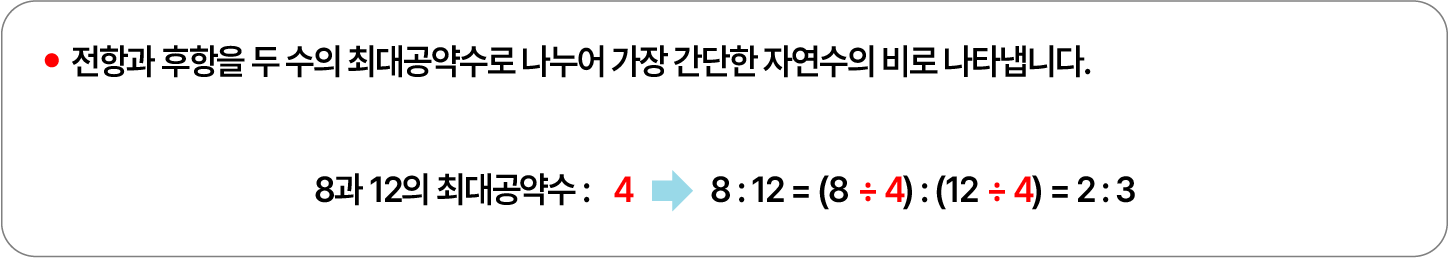 • 전항과 후항을 두 수의 최대공약수로 나누어 가장 간단한 자연수의 비로 나타냅니다.
8과 12의 최대공약수 : 4 ➡ 8 : 12 = (8 ÷ 4) : (12 ÷ 4) = 2 : 3